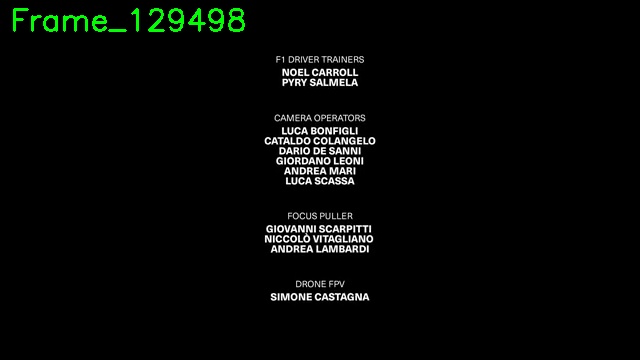 Frame_129498
F1 DRIVER TRAINERS
NOEL CARROLL
PYRY SALMELA
CAMERA OPERATORS
LUCA BONFIGLI
CATALDO COLANGELO
DARIO DE SANNI
GIORDANO LEONI
ANDREA MARI
LUCA SCASSA
FOCUS PULLER
GIOVANNI SCARPITTI
NICCOLÒ VITAGLIANO
ANDREA LAMBARDI
DRONE FPV
SIMONE CASTAGNA